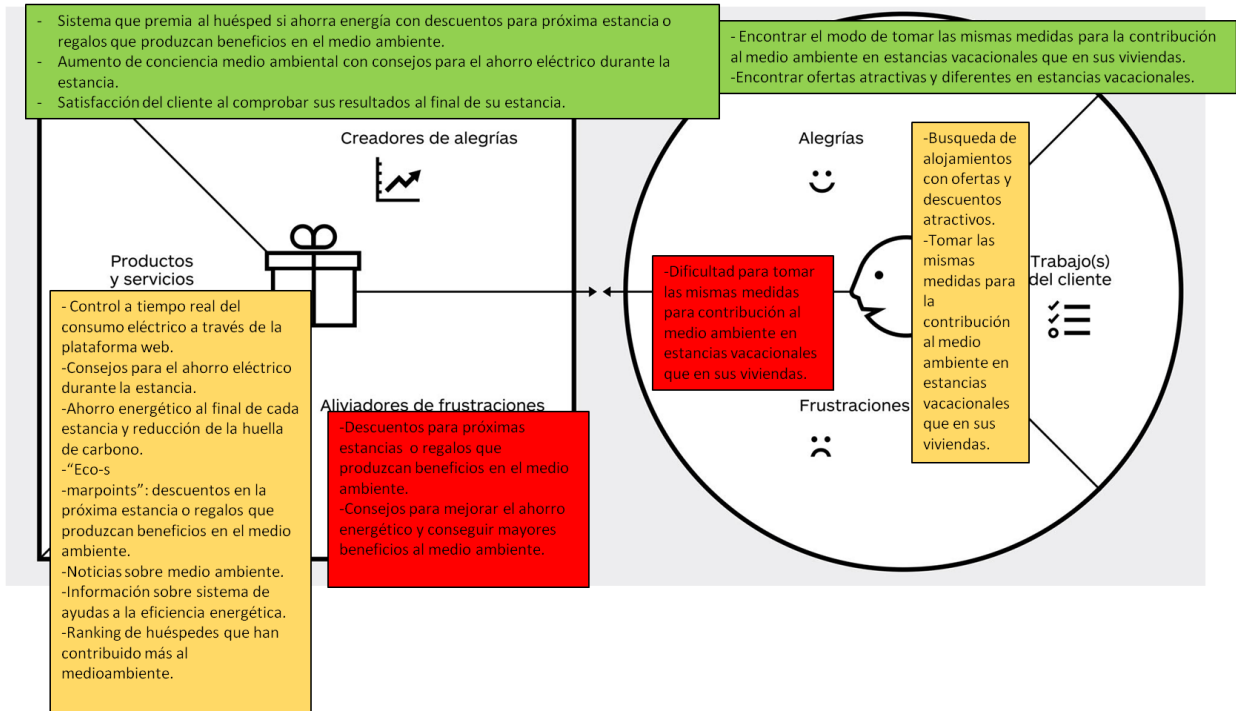 - Sistema que premia al huésped si ahorra energía con descuentos para próxima estancia o
regalos que produzcan beneficios en el medio ambiente.
- Aumento de conciencia medio ambiental con consejos para el ahorro eléctrico durante la
estancia.
- Satisfacción del cliente al comprobar sus resultados al final de su estancia.
- Encontrar el modo de tomar las mismas medidas para la contribución
al medio ambiente en estancias vacacionales que en sus viviendas.
-Encontrar ofertas atractivas y diferentes en estancias vacacionales.
Creadores de alegrías
Productos
y servicios
-Control a tiempo real del
consumo eléctrico a través de la
plataforma web.
-Consejos para el ahorro eléctrico
durante la estancia.
-Ahorro energético al final de cada
estancia y reducción de la huella
de carbono.
-“Eco-s
-marpoints”: descuentos en la
próxima estancia o regalos que
produzcan beneficios en el medio
ambiente.
-Noticias sobre medio ambiente.
-Información sobre sistema de
ayudas a la eficiencia energética.
-Ranking de huéspedes que han
contribuido más al
medioambiente.
Aliviadores de frustraciones
-Descuentos para próximas
estancias o regalos que
produzcan beneficios en el medio
ambiente.
-Consejos para mejorar el ahorro
energético y conseguir mayores
beneficios al medio ambiente.
Alegrías
-Dificultad para tomar
las mismas medidas
para contribución al
medio ambiente en
estancias vacacionales
que en sus viviendas.
Frustraciones
-Busqueda de
alojamientos
con ofertas y
descuentos
atractivos.
-Tomar las
mismas
medidas para
la
contribución
al medio
ambiente en
estancias
vacacionales
que en sus
viviendas.
Trabajo(s)
del cliente